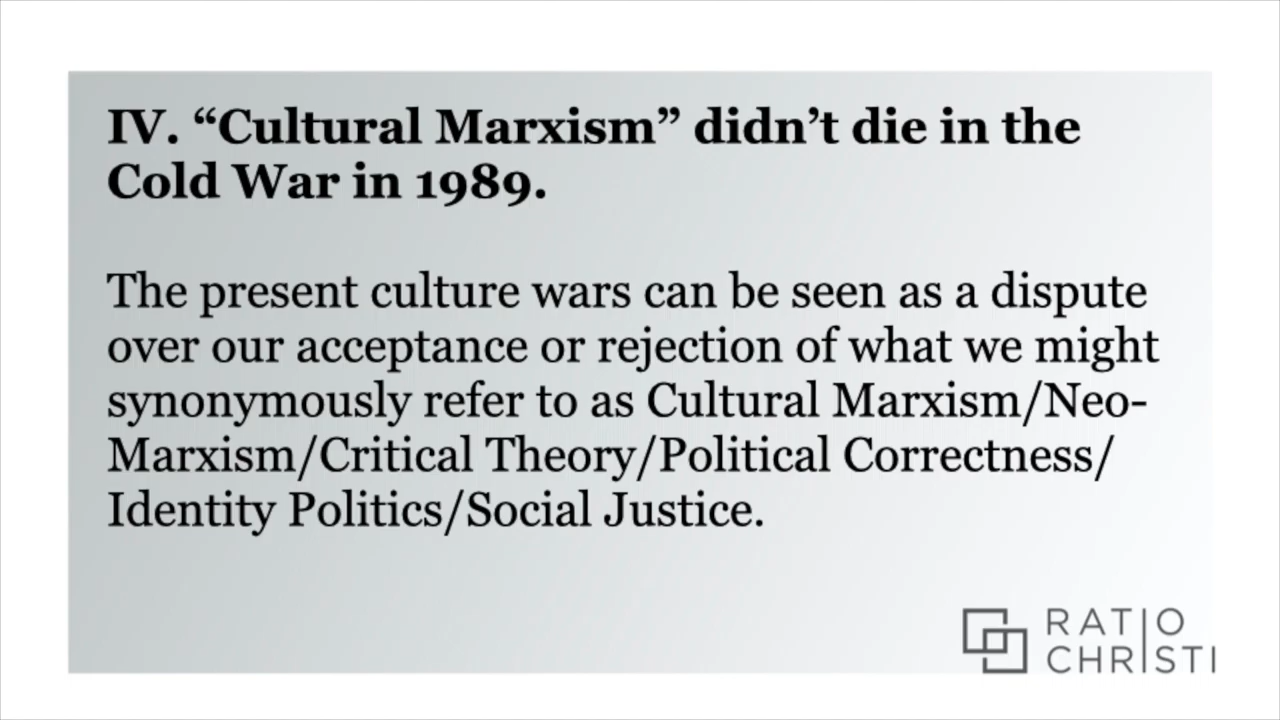 IV. “Cultural Marxism” didn’t die in the
Cold War in 1989.
The present culture wars can be seen as a dispute
over our acceptance or rejection of what we might
synonymously refer to as Cultural Marxism/Neo-
Marxism/Critical Theory/Political Correctness/
Identity Politics/Social Justice.
RATIO
CHRISTI